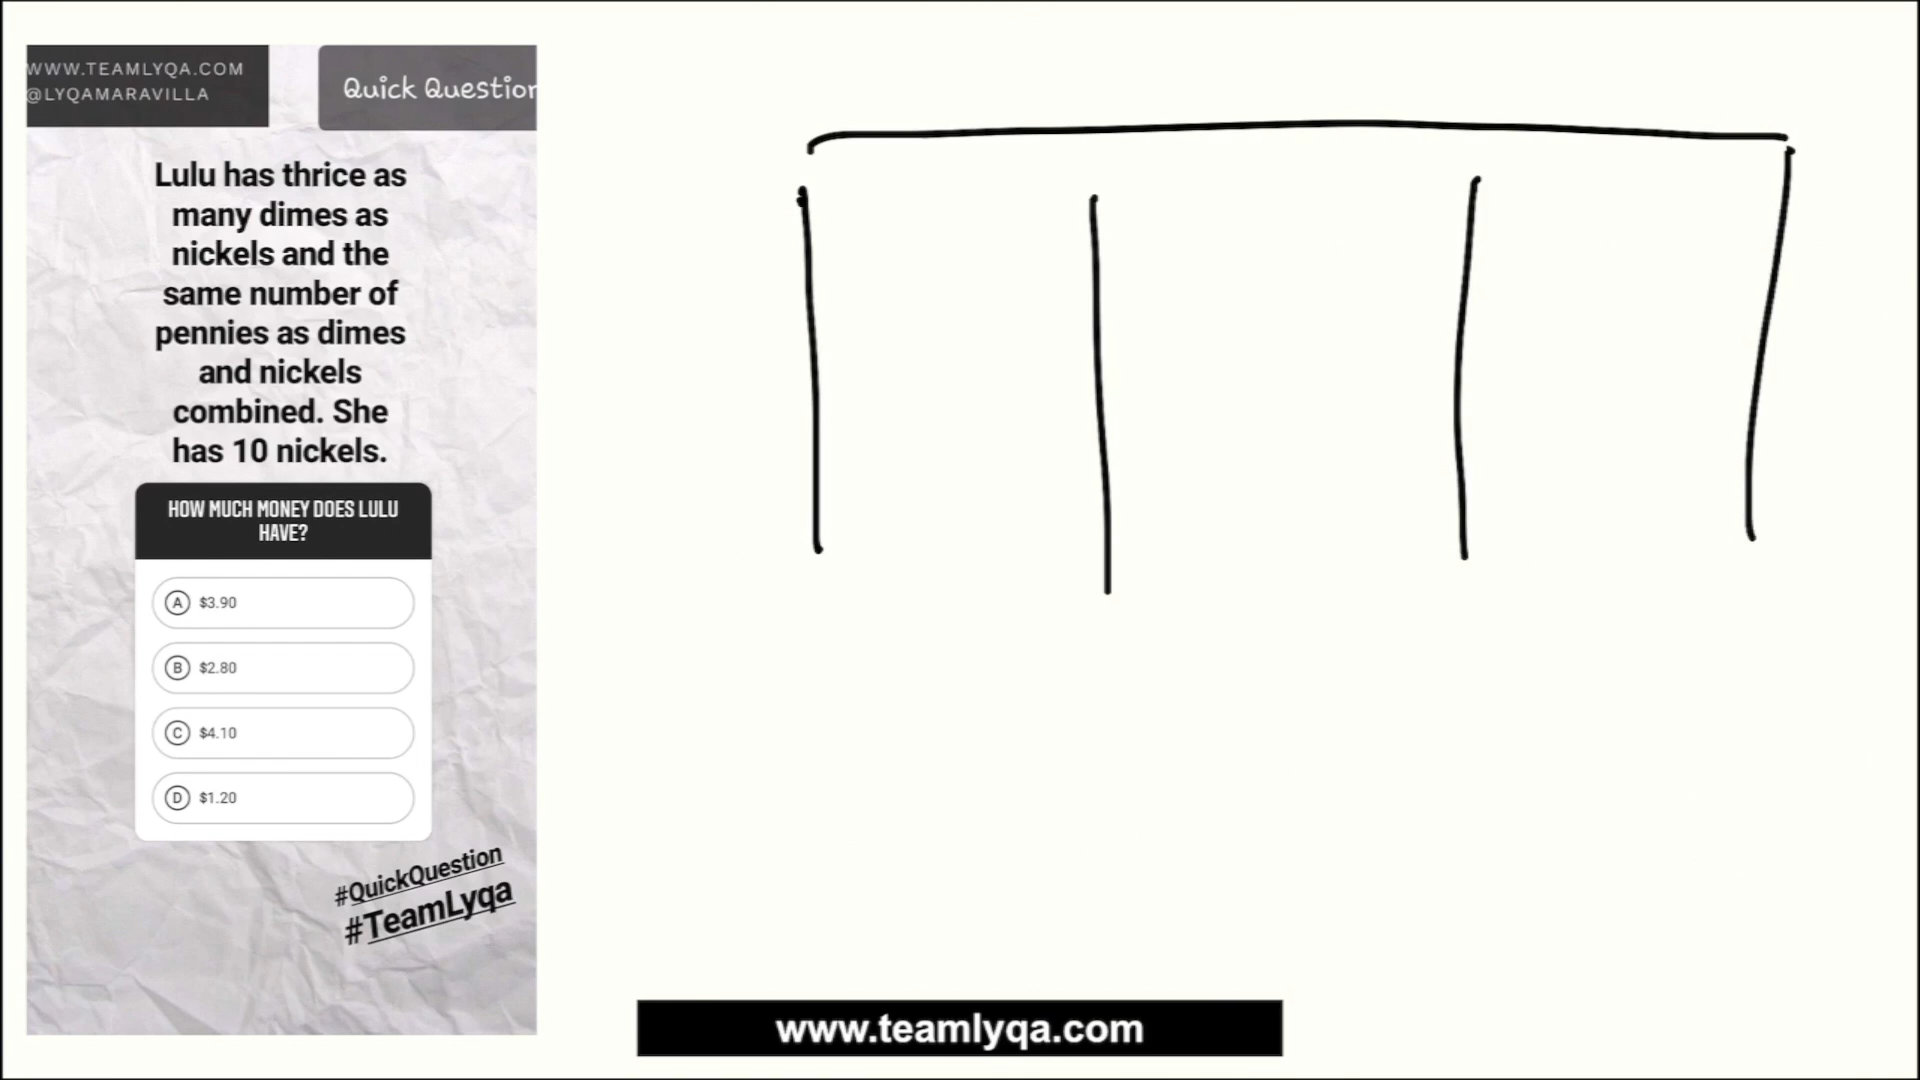 WWW.TEAMLYQA.COM
@LYQAMARAVILLA
Quick Question
Lulu has thrice as
many dimes as
nickels and the
same number of
pennies as dimes
and nickels
combined. She
has 10 nickels.
HOW MUCH MONEY DOES LULU
HAVE?
A $3.90
B $2.80
C $4.10
D $1.20
#QuickQuestion
#TeamLyqa
www.teamlyqa.com